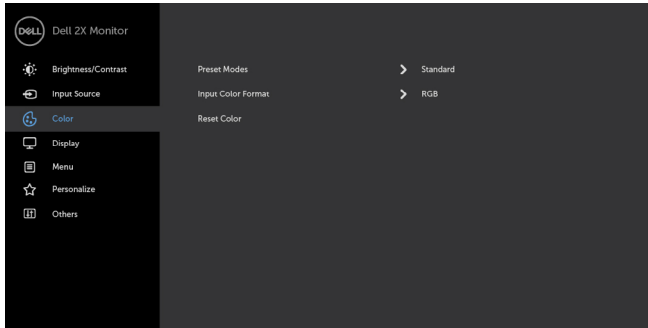 DELL Dell 2X Monitor
Brightness/Contrast Preset Modes Standard
Input Source Input Color Format RGB
Color Reset Color
Display
Menu
Personalize
Others